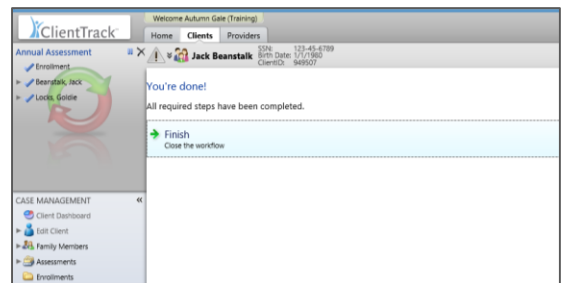 ClientTrack
Welcome Autumn Gale (Training)
Home Clients Providers
Annual Assessment
Enrollment
Beanstalk, Jack
Locks, Goldie
Jack Beanstalk
SSN: 123-45-6789
Birth Date: 1/1/1980
ClientID: 949507
You're done!
All required steps have been completed.
Finish
Close the workflow
CASE MANAGEMENT
Client Dashboard
Edit Client
Family Members
Assessments
Enrollments